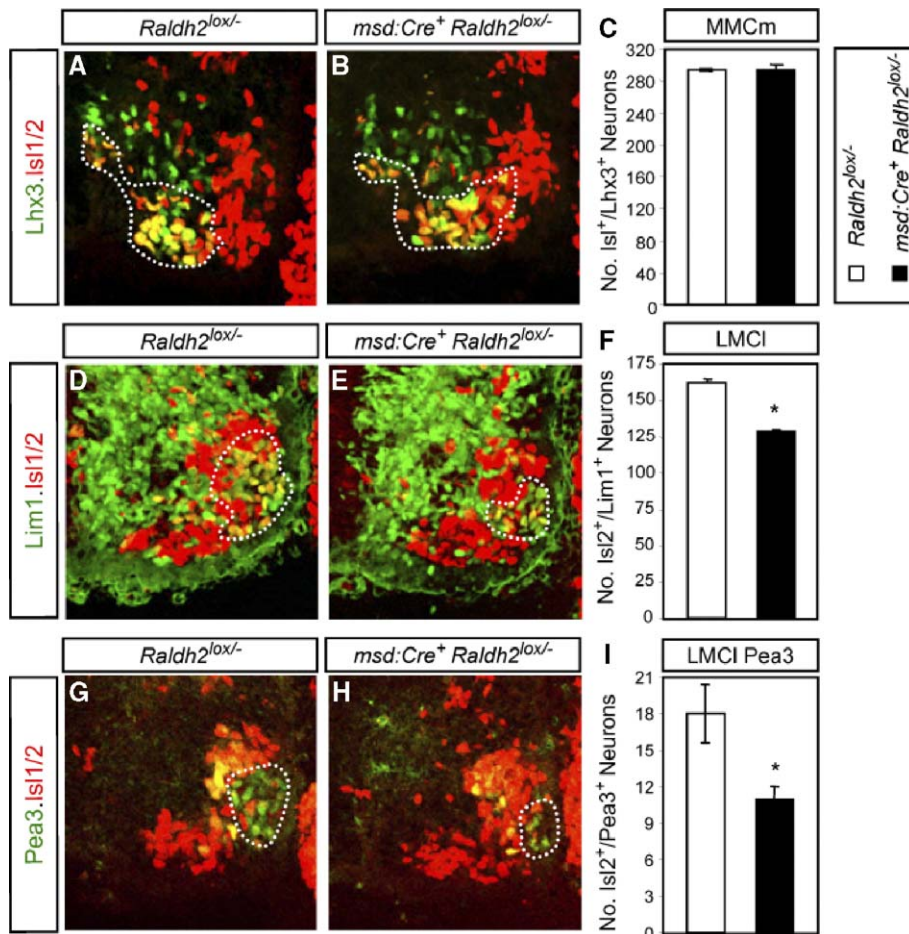 Raldh2lox/-
msd:Cre+ Raldh2lox/-
C
MMCm
Lhx3.Isl1/2
A
B
No. Isl+/Lhx3+ Neurons
320
280
240
200
160
120
80
40
0
Raldh2lox/-
msd:Cre+ Raldh2lox/-
Raldh2lox/-
msd:Cre+ Raldh2lox/-
F
LMCl
Lim1.Isl1/2
D
E
No. Isl2+/Lim1+ Neurons
175
150
125
100
75
50
25
0
*
Raldh2lox/-
msd:Cre+ Raldh2lox/-
I
LMCl Pea3
Pea3.Isl1/2
G
H
No. Isl2+/Pea3+ Neurons
21
18
15
12
9
6
3
0
*